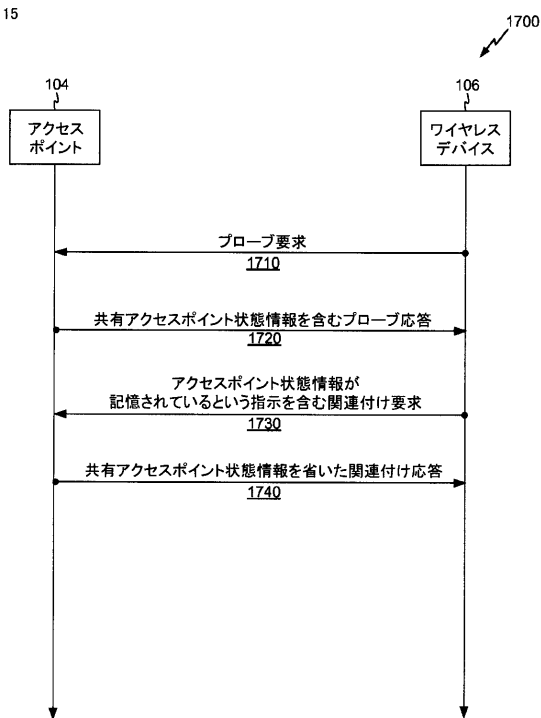 15
1700
104
106
アクセス
ポイント
ワイヤレス
デバイス
プローブ要求
1710
共有アクセスポイント状態情報を含むプローブ応答
1720
アクセスポイント状態情報が
記憶されているという指示を含む関連付け要求
1730
共有アクセスポイント状態情報を省いた関連付け応答
1740